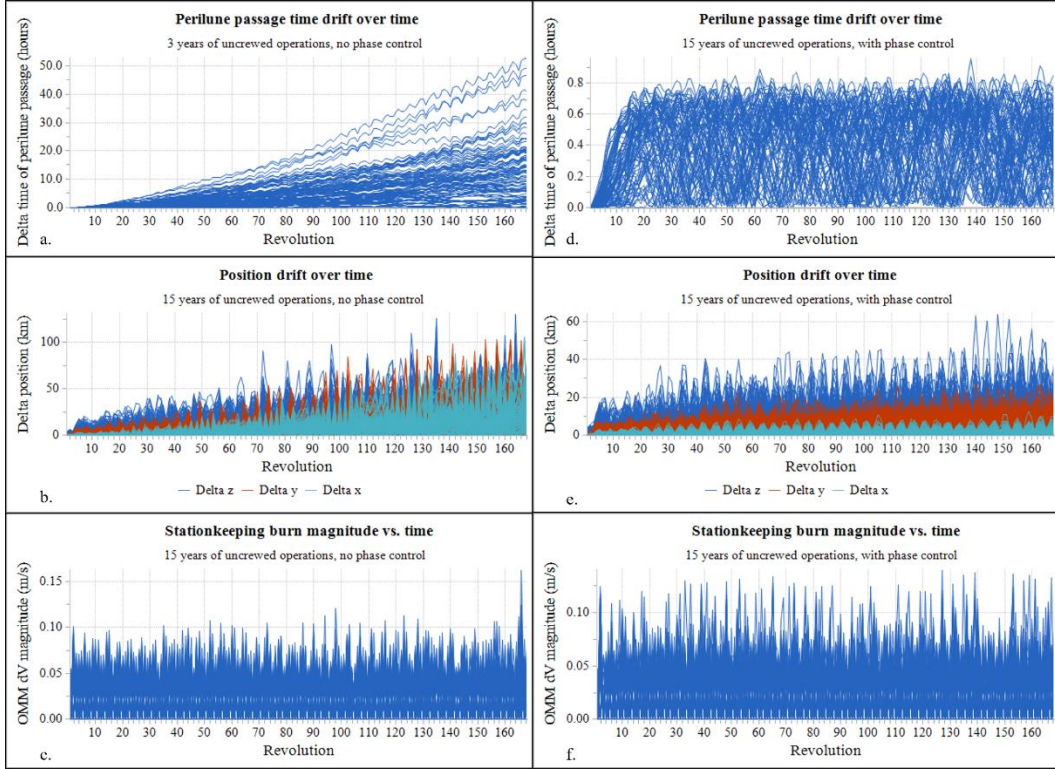 Perilune passage time drift over time
3 years of uncrewed operations, no phase control
Delta time of perilune passage (hours)
50.0
40.0
30.0
20.0
10.0
0.0
10 20 30 40 50 60 70 80 90 100 110 120 130 140 150 160
Revolution
a.
Position drift over time
15 years of uncrewed operations, no phase control
Delta position (km)
100
50
0
10 20 30 40 50 60 70 80 90 100 110 120 130 140 150 160
Revolution
Delta z Delta y Delta x
b.
Stationkeeping burn magnitude vs. time
15 years of uncrewed operations, no phase control
OMM dV magnitude (m/s)
0.15
0.10
0.05
0.00
10 20 30 40 50 60 70 80 90 100 110 120 130 140 150 160
Revolution
c.
Perilune passage time drift over time
15 years of uncrewed operations, with phase control
Delta time of perilune passage (hours)
0.8
0.6
0.4
0.2
0.0
10 20 30 40 50 60 70 80 90 100 110 120 130 140 150 160
Revolution
d.
Position drift over time
15 years of uncrewed operations, with phase control
Delta position (km)
60
40
20
0
10 20 30 40 50 60 70 80 90 100 110 120 130 140 150 160
Revolution
Delta z Delta y Delta x
e.
Stationkeeping burn magnitude vs. time
15 years of uncrewed operations, with phase control
OMM dV magnitude (m/s)
0.10
0.05
0.00
10 20 30 40 50 60 70 80 90 100 110 120 130 140 150 160
Revolution
f.